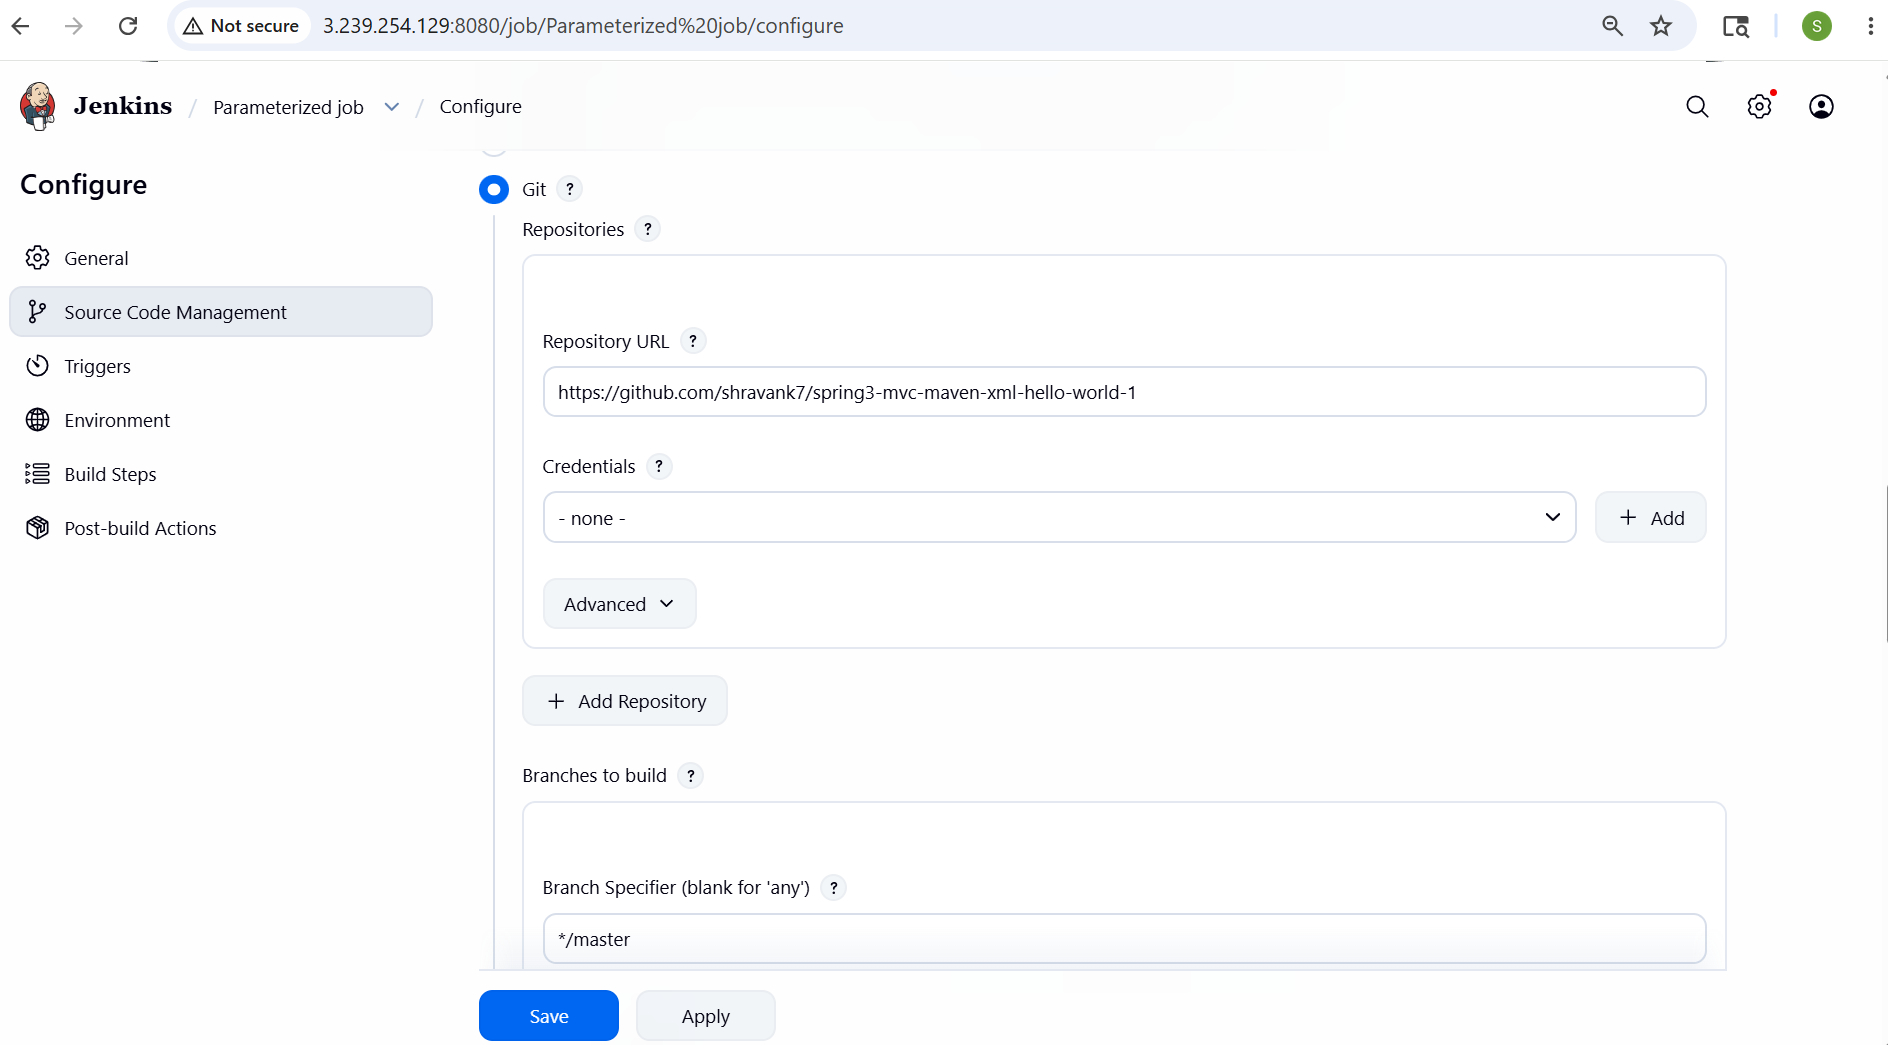 Not secure 3.239.254.129:8080/job/Parameterized%20job/configure
S
Jenkins / Parameterized job / Configure
Configure
General
Source Code Management
Triggers
Environment
Build Steps
Post-build Actions
Git ?
Repositories ?
Repository URL ?
https://github.com/shravank7/spring3-mvc-maven-xml-hello-world-1
Credentials ?
- none -
+ Add
Advanced
+ Add Repository
Branches to build ?
Branch Specifier (blank for 'any') ?
*/master
Save Apply